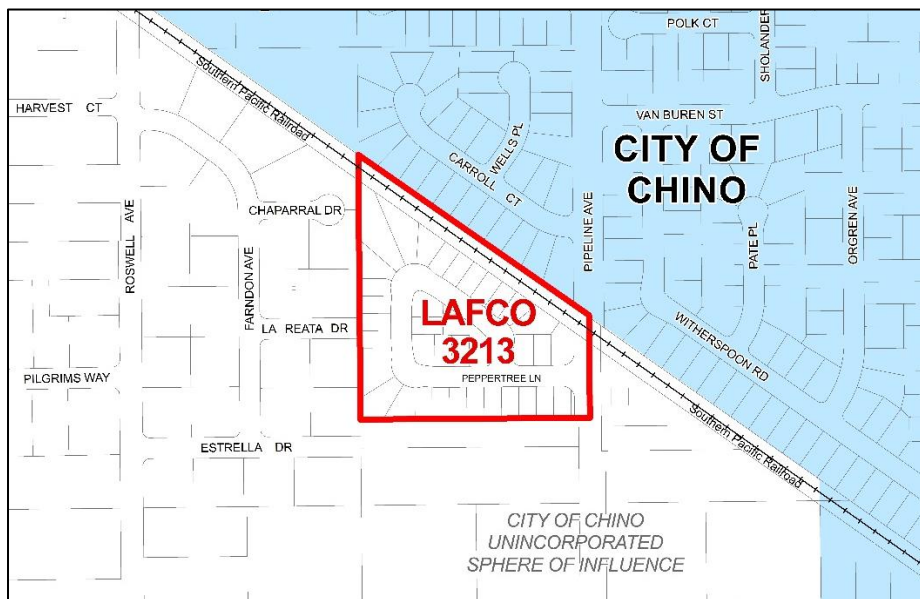 POLK CT
SHOLANDER
Southern Pacific Railroad
HARVEST CT
VAN BUREN ST
WELLS PL
CARROLL CT
CITY OF
CHINO
CHAPARRAL DR
ROSWELL AVE
FARNDON AVE
PIPELINE AVE
PATE PL
ORGREN AVE
LAFCO
3213
LA REATA DR
WITHERSPOON RD
PILGRIMS WAY
PEPPERTREE LN
Southern Pacific Railroad
ESTRELLA DR
CITY OF CHINO
UNINCORPORATED
SPHERE OF INFLUENCE